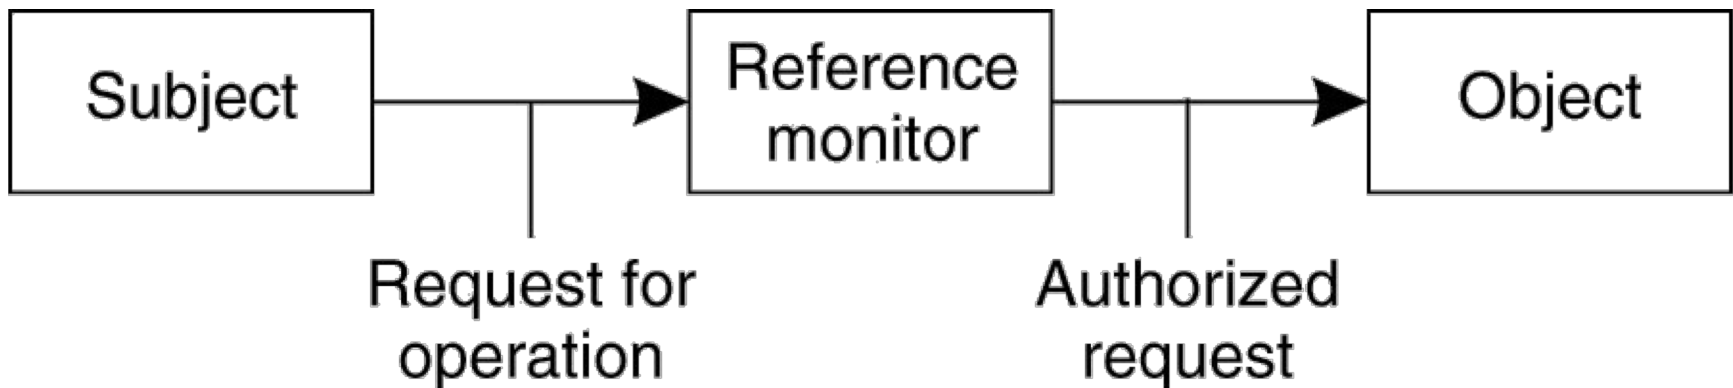 Subject
Reference
monitor
Object
Request for
operation
Authorized
request